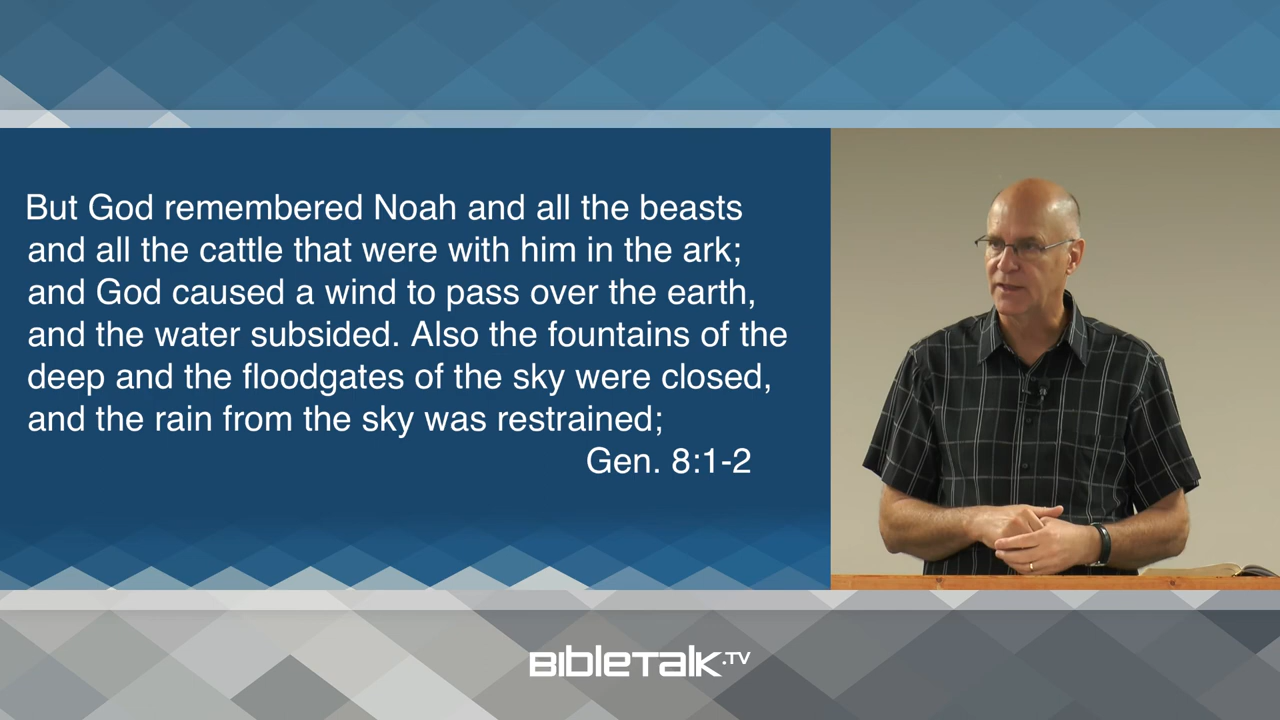 But God remembered Noah and all the beasts
and all the cattle that were with him in the ark;
and God caused a wind to pass over the earth,
and the water subsided. Also the fountains of the
deep and the floodgates of the sky were closed,
and the rain from the sky was restrained;
Gen. 8:1-2
BIBLETALK.TV